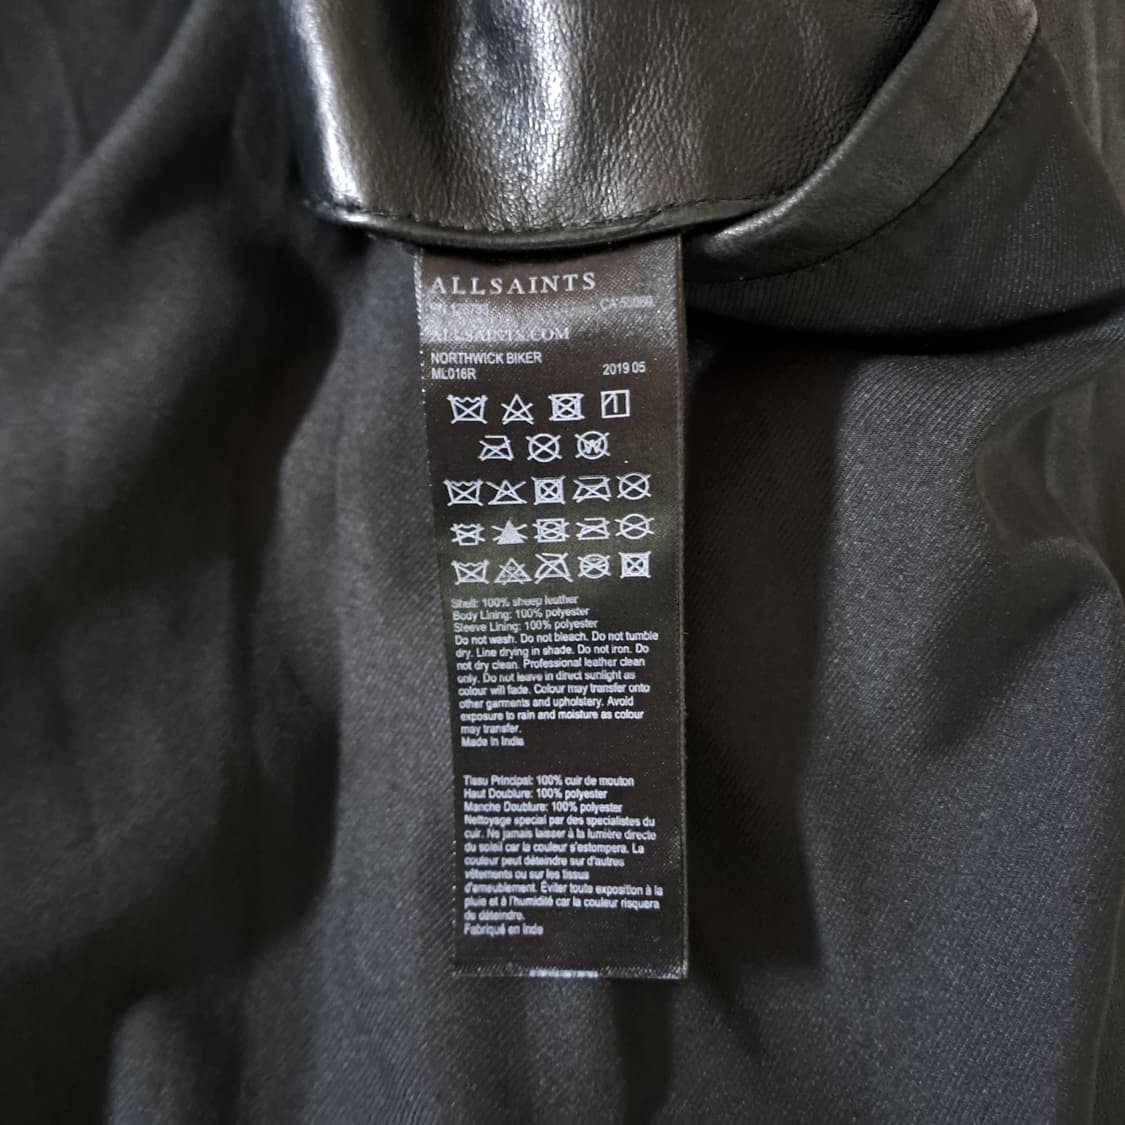 ALLSAINTS
ALLSAINTS.COM
NORTHWICK BIKER
ML016R 2019 05
Shell: 100% sheep leather
Body Lining: 100% polyester
Sleeve Lining: 100% polyester
Do not wash. Do not bleach. Do not tumble
dry. Line drying in shade. Do not iron. Do
not dry clean. Professional leather clean
only. Do not leave in direct sunlight as
colour will fade. Colour may transfer onto
other garments and upholstery. Avoid
exposure to rain and moisture as colour
may transfer.
Made in India
Tissu Principal: 100% cuir de mouton
Haut Doublure: 100% polyester
Manche Doublure: 100% polyester
Nettoyage special par des specialistes du
cuir. Ne jamais laisser à la lumière directe
du soleil car la couleur s'estompera. La
couleur peut déteindre sur d'autres
vêtements ou sur les tissus
d'ameublement. Éviter toute exposition à la
pluie et à l'humidité car la couleur risquera
de déteindre.
Fabriqué en Inde